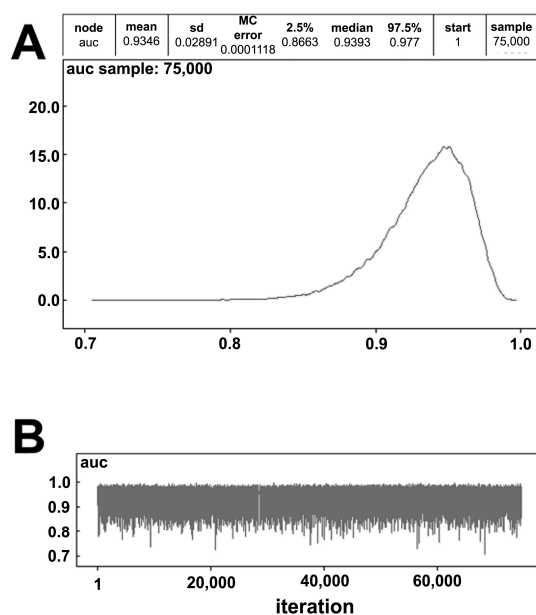 A
node mean sd MC error 2.5% median 97.5% start sample
auc 0.9346 0.02891 0.0001118 0.8663 0.9393 0.977 1 75,000
auc sample: 75,000
20.0
15.0
10.0
5.0
0.0
0.7 0.8 0.9 1.0
B
auc
1.0
0.9
0.8
0.7
1 20,000 40,000 60,000
iteration